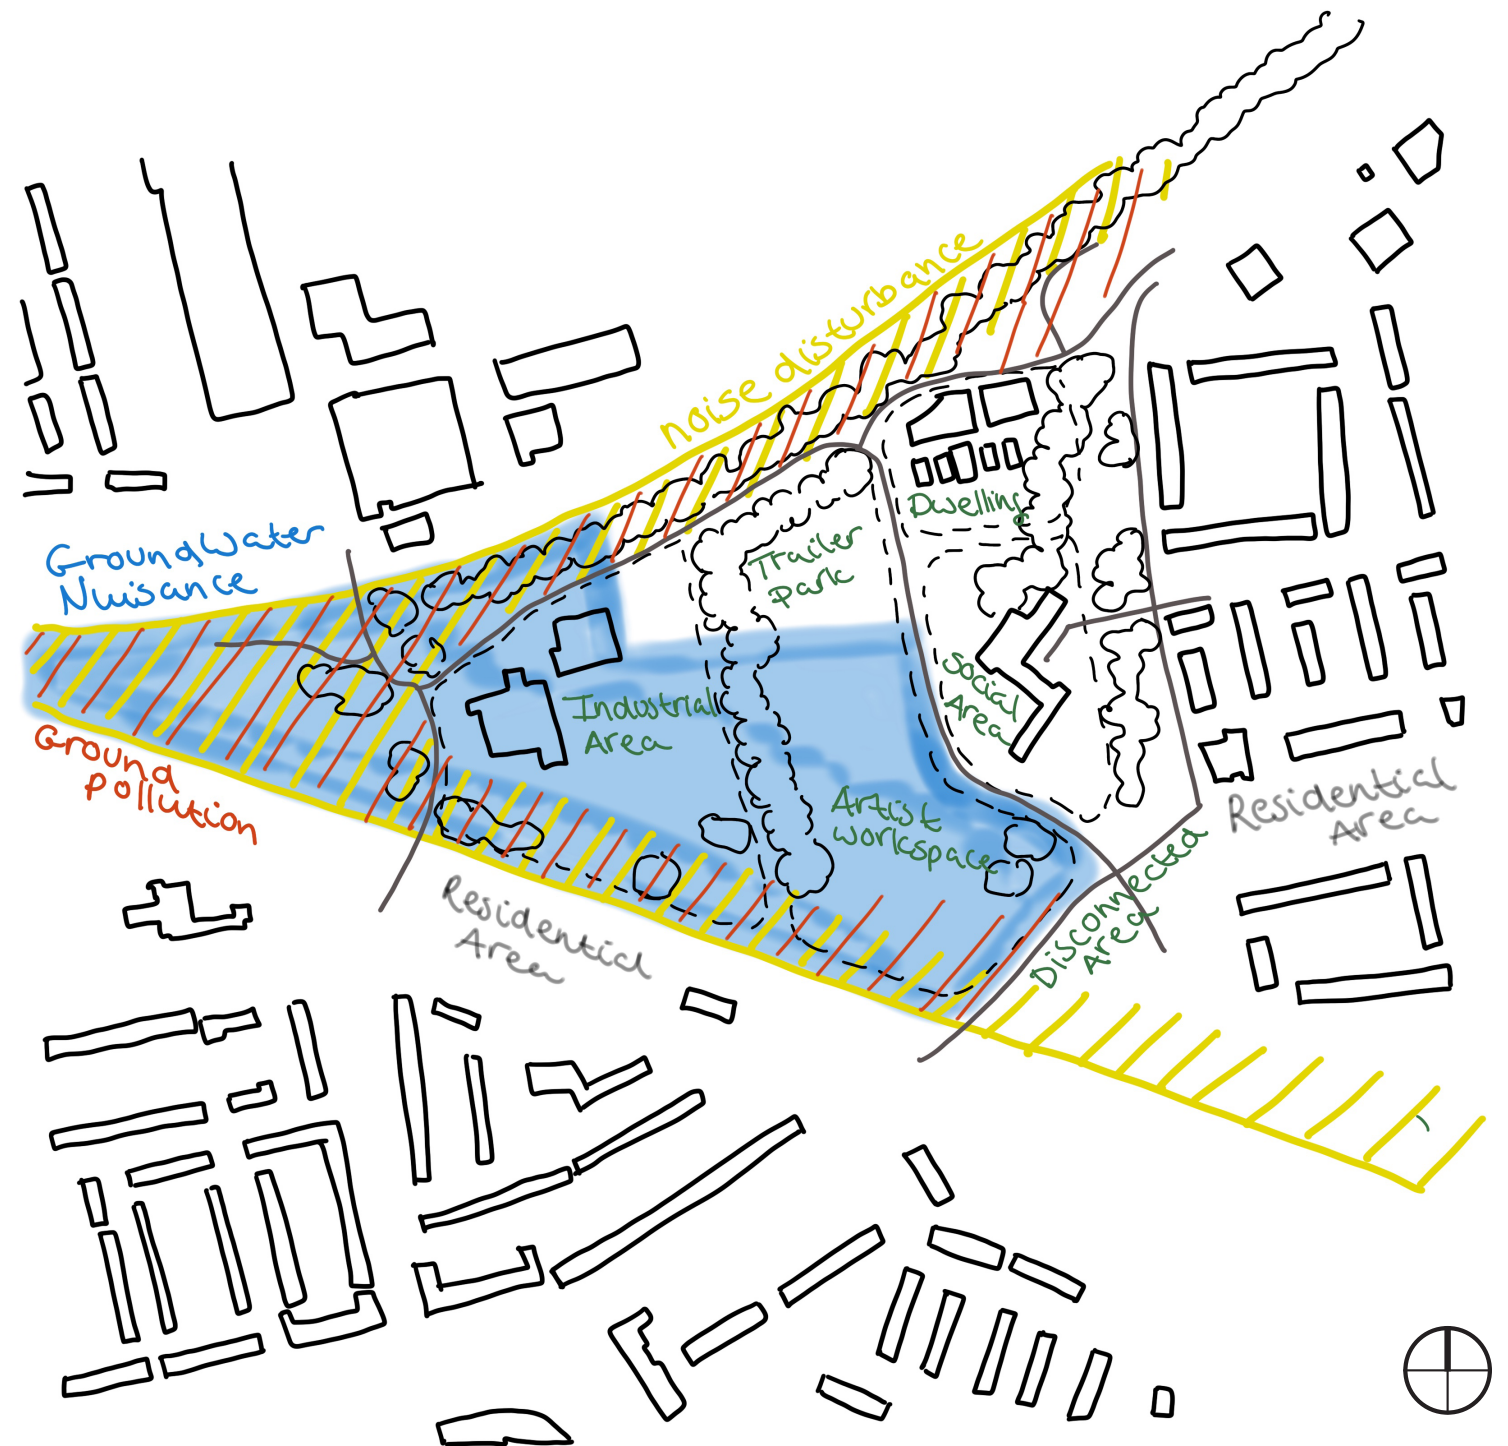 noise disturbance
GroundWater
Nuisance
Ground
Pollution
Dwelling
Trailer
Park
Social
Area
Industrial
Area
Artist
workspace
Residential
Area
Disconnected
Area
Residential
Area